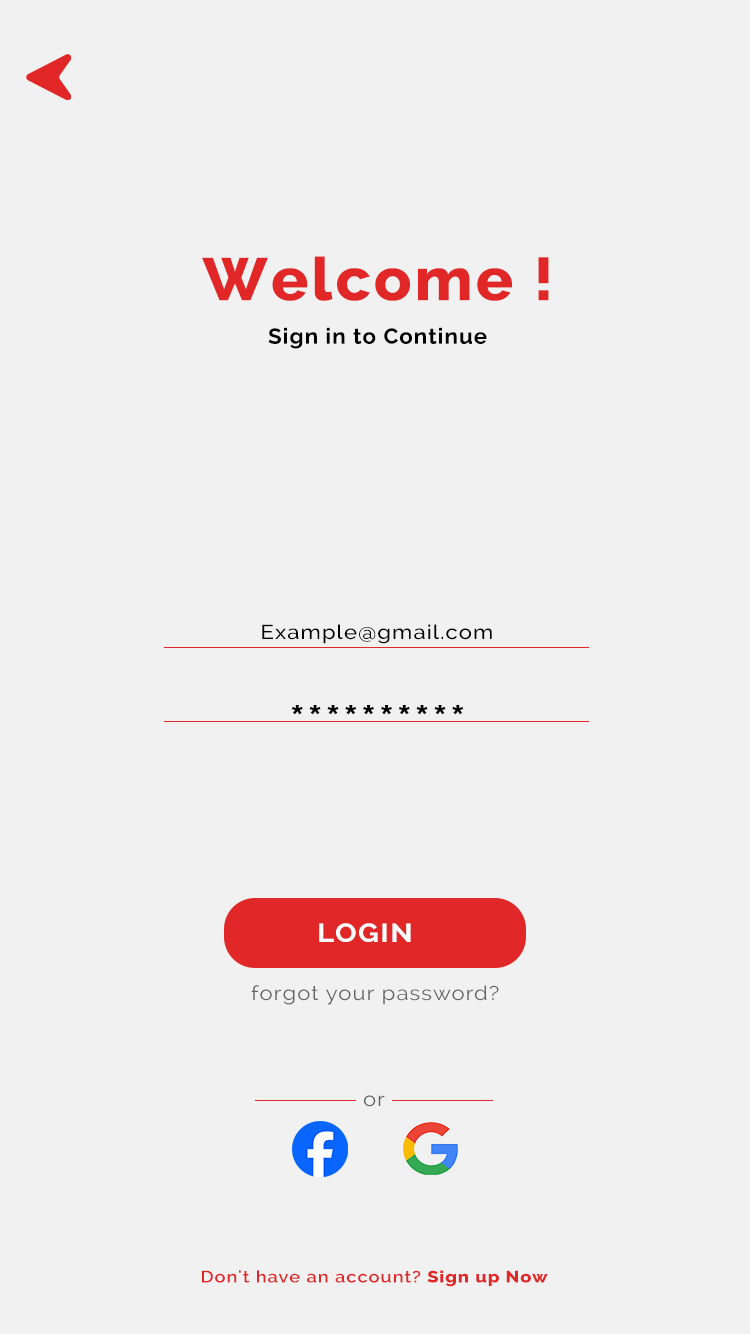 Welcome !
Sign in to Continue
Example@gmail.com
**********
LOGIN
forgot your password?
or
Don't have an account? Sign up Now